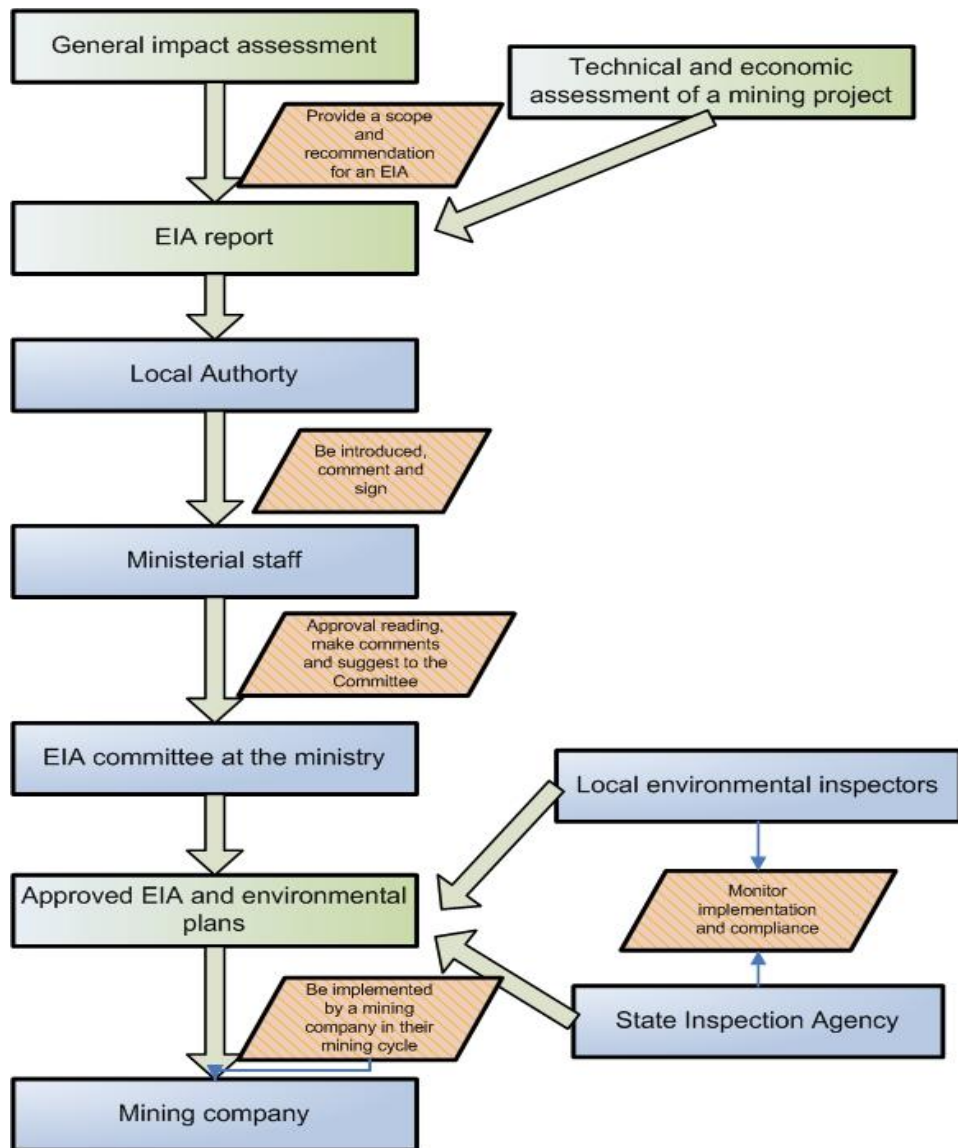 General impact assessment
Technical and economic
assessment of a mining project
Provide a scope
and
recommendation
for an EIA
EIA report
Local Authorty
Be introduced,
comment and
sign
Ministerial staff
Approval reading,
make comments
and suggest to the
Committee
EIA committee at the ministry
Local environmental inspectors
Approved EIA and environmental
plans
Monitor
implementation
and compliance
Be implemented
by a mining
company in their
mining cycle
State Inspection Agency
Mining company